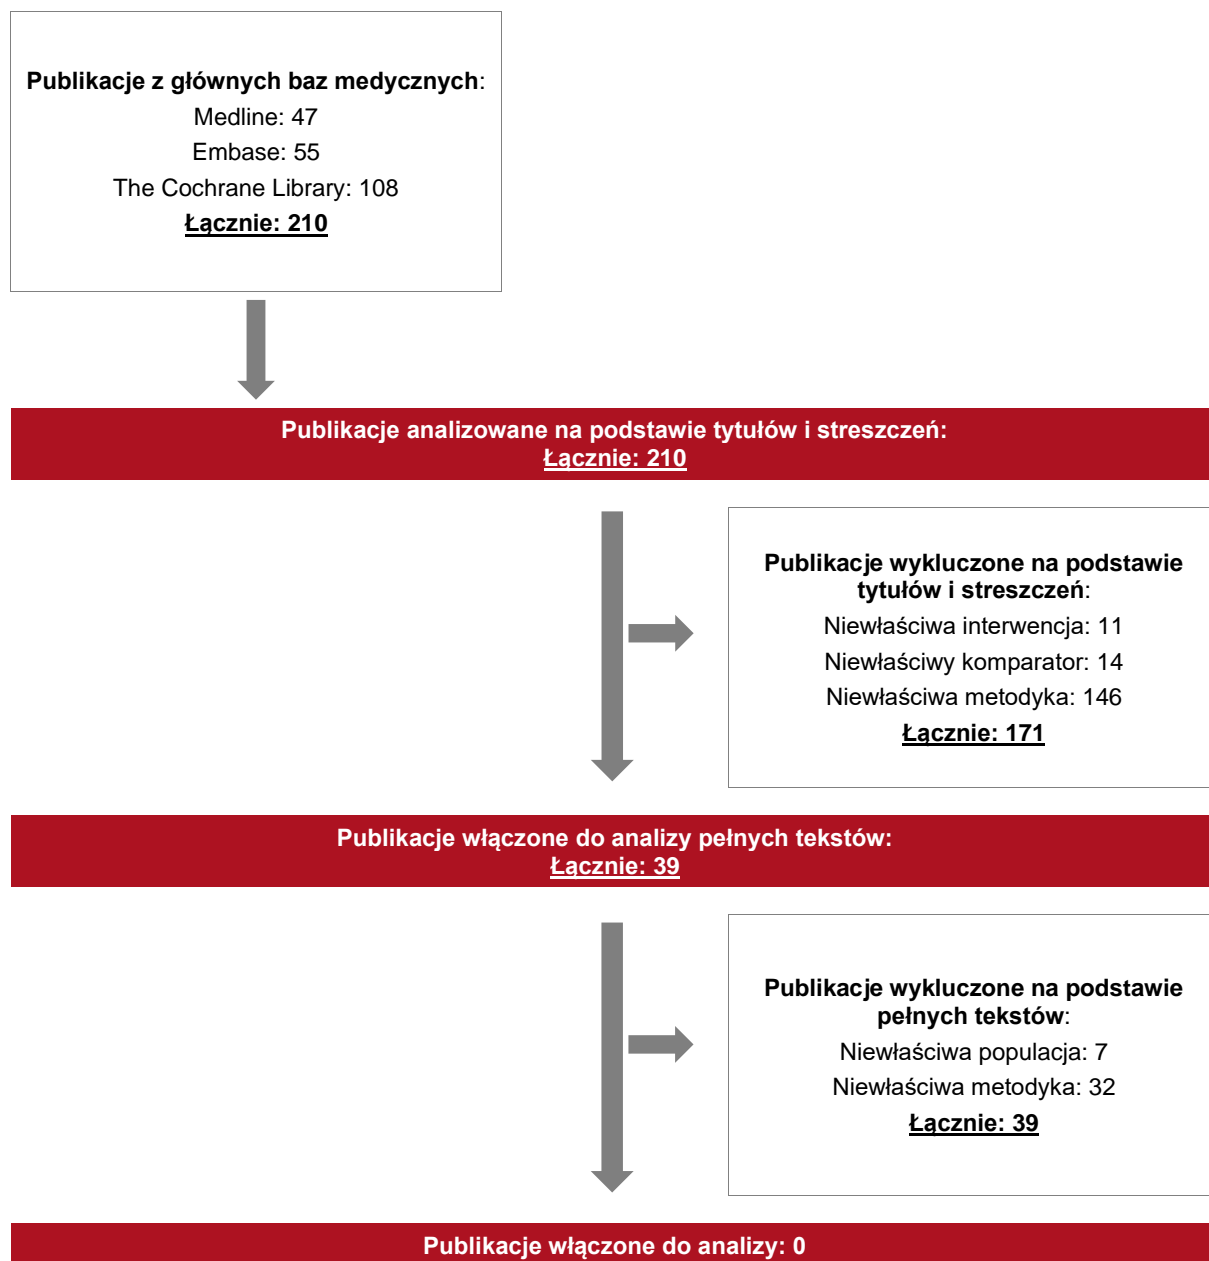 Publikacje z głównych baz medycznych:
Medline: 47
Embase: 55
The Cochrane Library: 108
Łącznie: 210
Publikacje analizowane na podstawie tytułów i streszczeń:
Łącznie: 210
Publikacje wykluczone na podstawie
tytułów i streszczeń:
Niewłaściwa interwencja: 11
Niewłaściwy komparator: 14
Niewłaściwa metodyka: 146
Łącznie: 171
Publikacje włączone do analizy pełnych tekstów:
Łącznie: 39
Publikacje wykluczone na podstawie
pełnych tekstów:
Niewłaściwa populacja: 7
Niewłaściwa metodyka: 32
Łącznie: 39
Publikacje włączone do analizy: 0